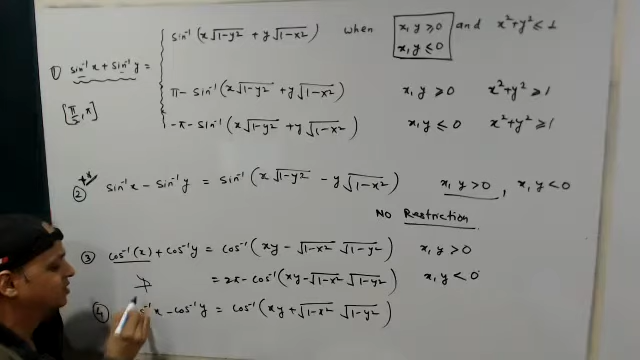 sin⁻¹(x√1-y² + y√1-x²) when x, y ≥ 0 and x²+y² ≤ 1
x, y ≤ 0
1) sin⁻¹x + sin⁻¹y =
π - sin⁻¹(x√1-y² + y√1-x²) x, y ≥ 0 x²+y² ≥ 1
-π - sin⁻¹(x√1-y² + y√1-x²) x, y ≤ 0 x²+y² ≥ 1
② sin⁻¹x - sin⁻¹y = sin⁻¹(x√1-y² - y√1-x²) x, y > 0, x, y < 0
NO Restriction
③ cos⁻¹(x) + cos⁻¹y = cos⁻¹(xy - √1-x² √1-y²) x, y > 0
= 2π - cos⁻¹(xy - √1-x² √1-y²) x, y < 0
④ x - cos⁻¹y = cos⁻¹(xy + √1-x² √1-y²)